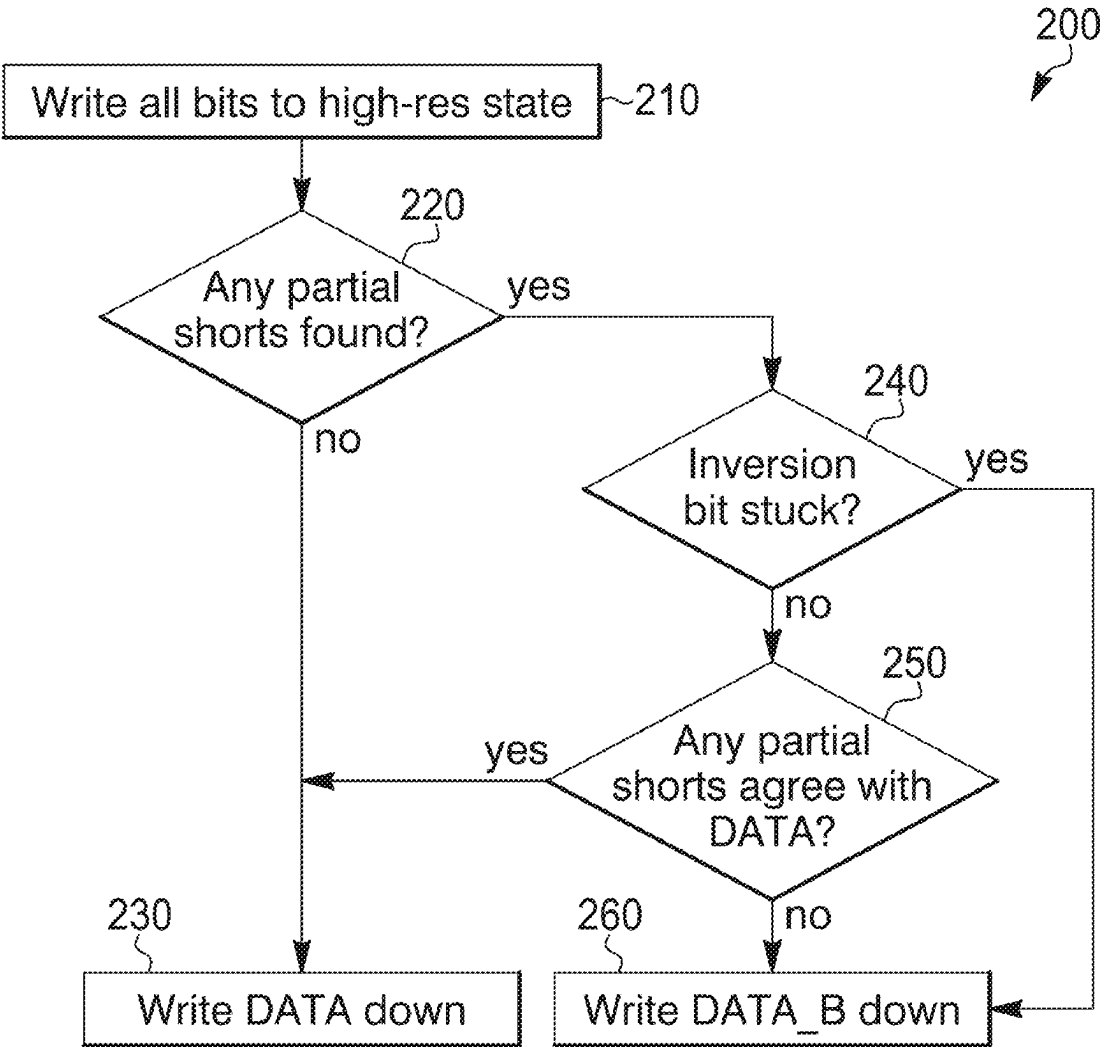 200
Write all bits to high-res state
210
220
Any partial
shorts found?
yes
no
240
Inversion
bit stuck?
yes
no
250
Any partial
shorts agree with
DATA?
yes
no
230
Write DATA down
260
Write DATA_B down